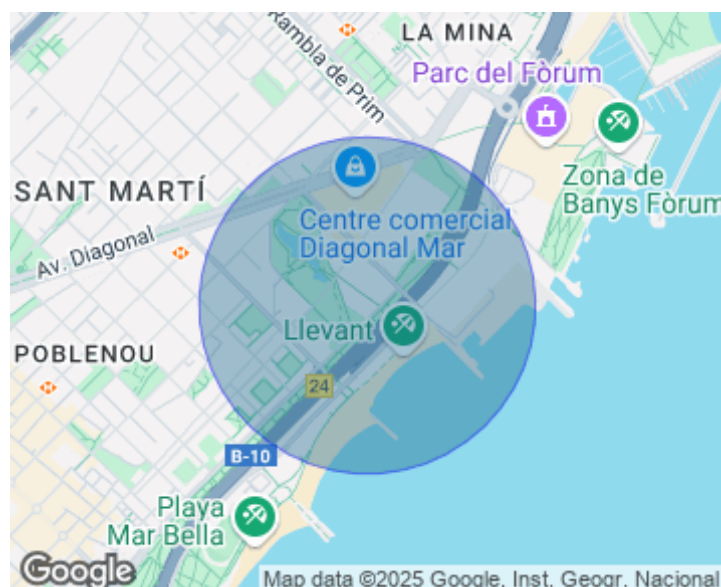 LA MINA
Rambla de Prim
Parc del Fòrum
SANT MARTÍ
Zona de
Banys Fòrum
Centre comercial
Diagonal Mar
Av. Diagonal
Llevant
POBLENOU
24
B-10
Playa
Mar Bella
Google
Map data ©2025 Google, Inst. Geogr. Nacional